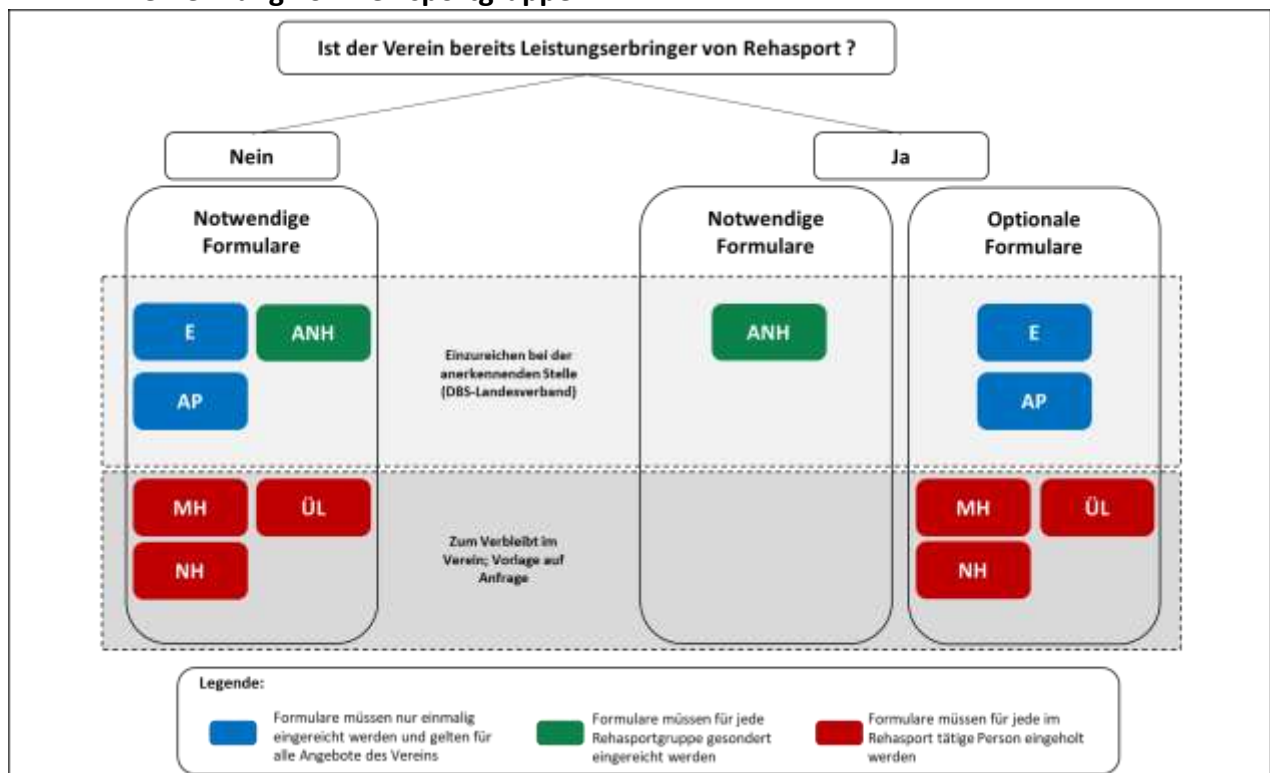 Ist der Verein bereits Leistungserbringer von Rehasport ?
Nein
Ja
Notwendige
Formulare
Notwendige
Formulare
Optionale
Formulare
E
ANH
AP
Einzureichen bei der
anerkennenden Stelle
(DBS-Landesverband)
ANH
E
AP
MH
ÜL
NH
Zum Verbleibt im
Verein; Vorlage auf
Anfrage
MH
ÜL
NH
Legende:
Formulare müssen nur einmalig
eingereicht werden und gelten für
alle Angebote des Vereins
Formulare müssen für jede
Rehasportgruppe gesondert
eingereicht werden
Formulare müssen für jede im
Rehasport tätige Person eingeholt
werden